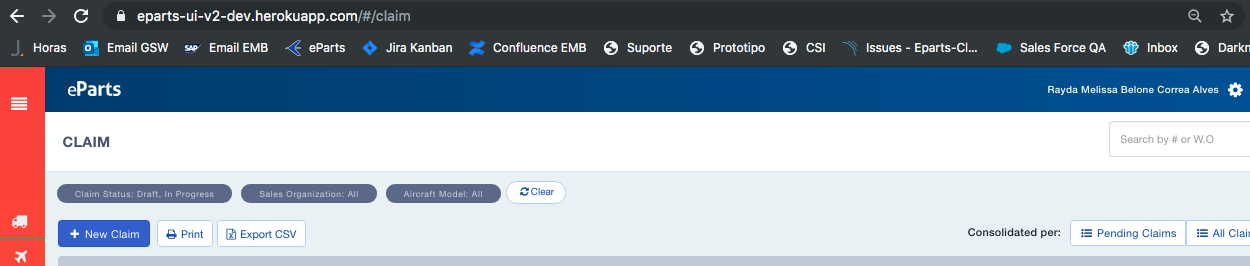 eparts-ui-v2-dev.herokuapp.com/#/claim
J. Horas Email GSW SAP Email EMB eParts Jira Kanban Confluence EMB Suporte Prototipo CSI Issues - Eparts-Cl... Sales Force QA Inbox Darkm
eParts Rayda Melissa Belone Correa Alves
CLAIM Search by # or W.O
Claim Status: Draft, In Progress Sales Organization: All Aircraft Model: All Clear
+ New Claim Print Export CSV Consolidated per: Pending Claims All Clai